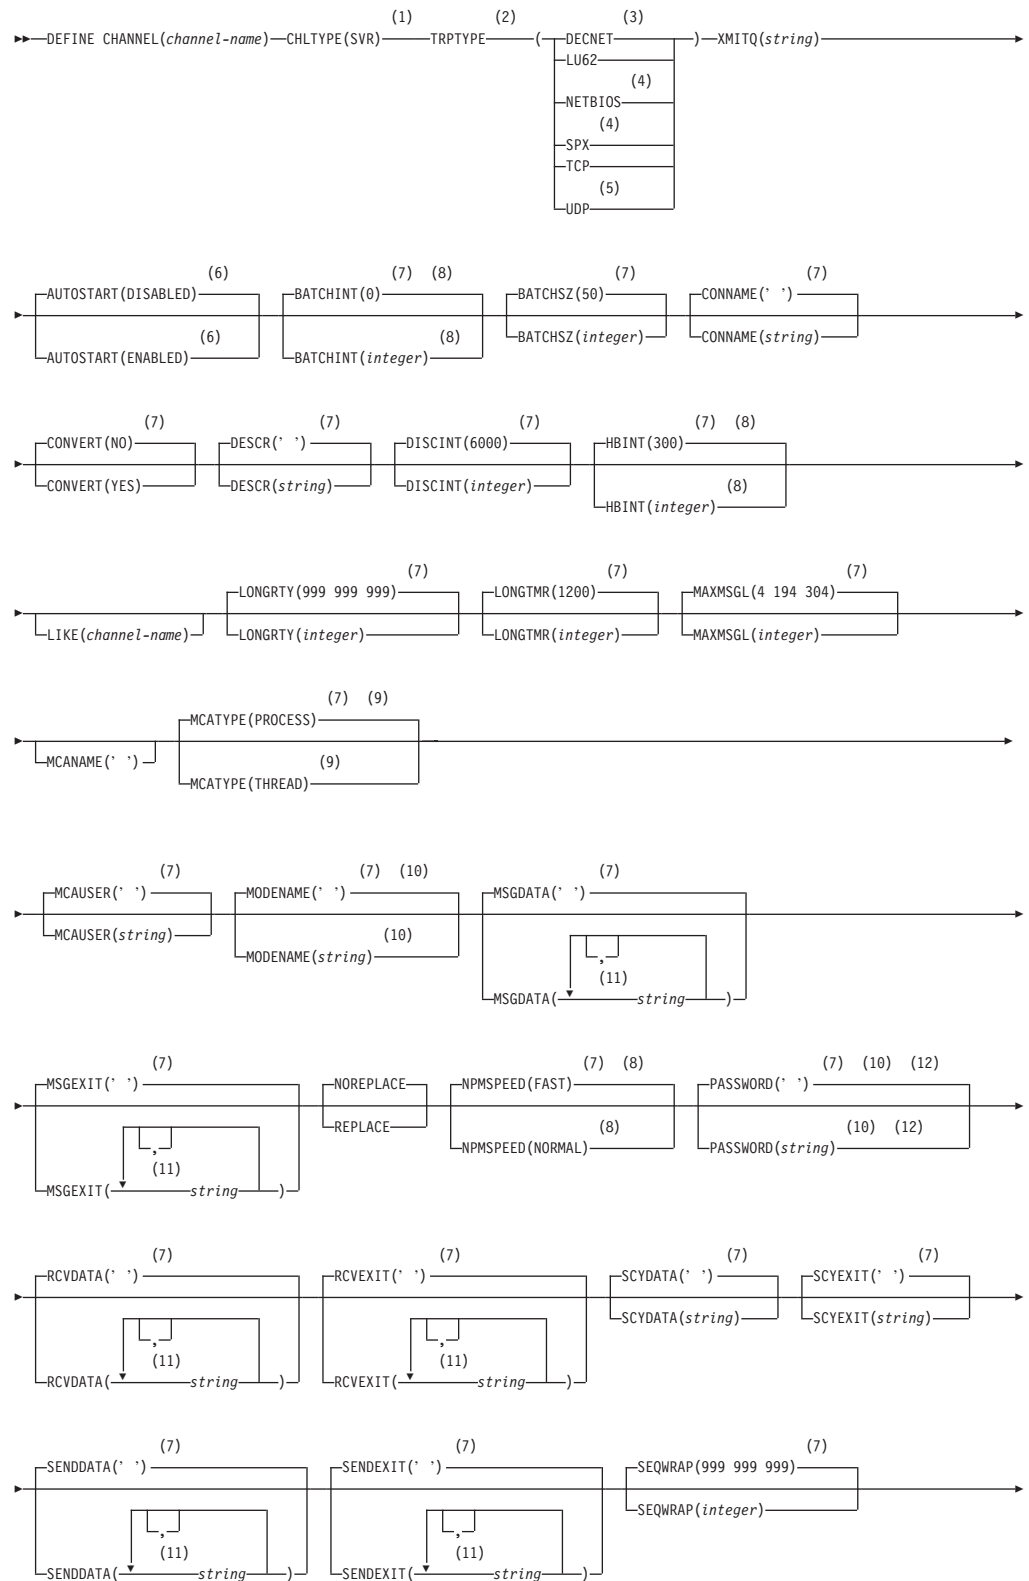 (1) (2) (3)
DEFINE CHANNEL(channel-name) CHLTYPE(SVR) TRPTYPE ( DECNET ) XMITQ(string)
LU62
(4)
NETBIOS
(4)
SPX
TCP
(5)
UDP
(6) (7) (8) (7) (7)
AUTOSTART(DISABLED) BATCHINT(0) BATCHSZ(50) CONNAME(' ')
(6) (8)
BATCHSZ(integer) CONNAME(string)
AUTOSTART(ENABLED) BATCHINT(integer)
(7) (7) (7) (7) (8)
CONVERT(NO) DESCR(' ') DISCINT(6000) HBINT(300)
CONVERT(YES) DESCR(string) DISCINT(integer) (8)
HBINT(integer)
(7) (7) (7)
LONGRTY(999 999 999) LONGTMR(1200) MAXMSGL(4 194 304)
LIKE(channel-name) LONGRTY(integer) LONGTMR(integer) MAXMSGL(integer)
(7) (9)
MCATYPE(PROCESS)
MCANAME(' ') (9)
MCATYPE(THREAD)
(7) (7) (10) (7)
MCAUSER(' ') MODENAME(' ') MSGDATA(' ')
MCAUSER(string) (10)
MODENAME(string) ,
(11)
MSGDATA( string )
(7) (7) (8) (7) (10) (12)
MSGEXIT(' ') NOREPLACE NPMSPEED(FAST) PASSWORD(' ')
REPLACE (8) (10) (12)
, NPMSPEED(NORMAL) PASSWORD(string)
(11)
MSGEXIT( string )
(7) (7) (7) (7)
RCVDATA(' ') RCVEXIT(' ') SCYDATA(' ') SCYEXIT(' ')
SCYDATA(string) SCYEXIT(string)
, ,
(11) (11)
RCVDATA( string ) RCVEXIT( string )
(7) (7) (7)
SENDDATA(' ') SENDEXIT(' ') SEQWRAP(999 999 999)
SEQWRAP(integer)
, ,
(11) (11)
SENDDATA( string ) SENDEXIT( string )